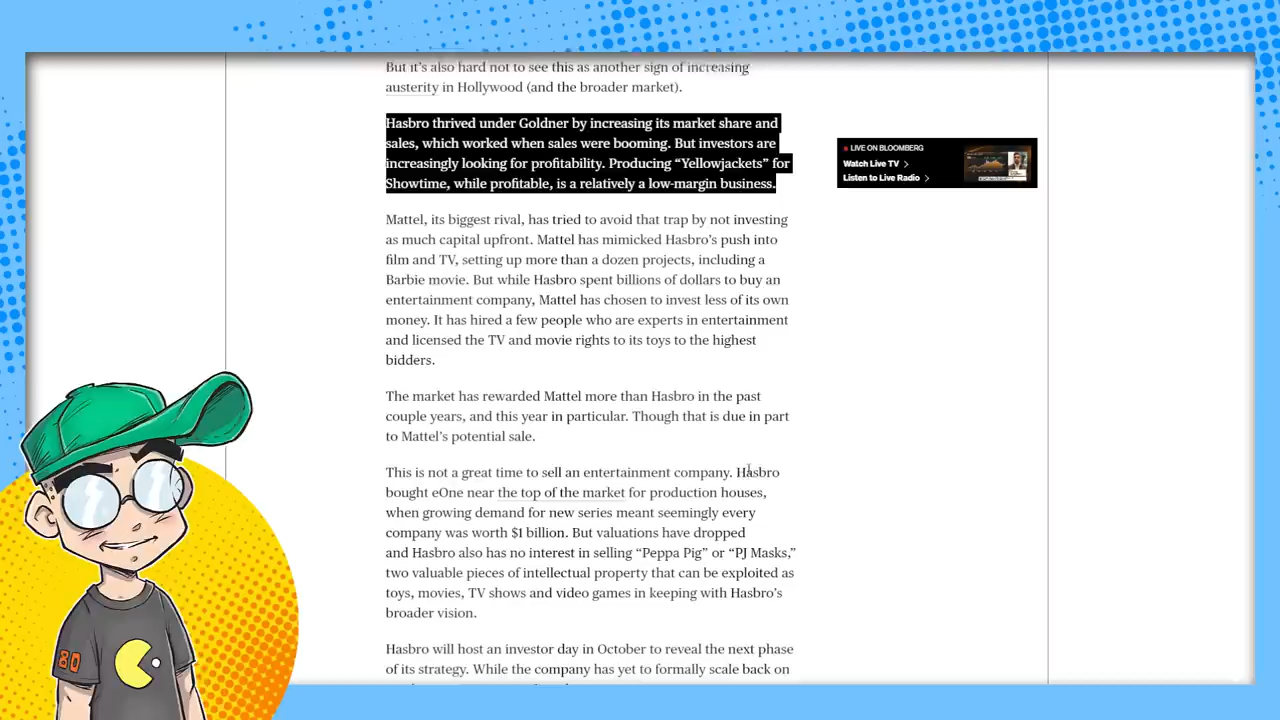 But it's also hard not to see this as another sign of increasing
austerity in Hollywood (and the broader market).
Hasbro thrived under Goldner by increasing its market share and
sales, which worked when sales were booming. But investors are
increasingly looking for profitability. Producing “Yellowjackets” for
Showtime, while profitable, is a relatively a low-margin business.
LIVE ON BLOOMBERG
Watch Live TV
Listen to Live Radio
Mattel, its biggest rival, has tried to avoid that trap by not investing
as much capital upfront. Mattel has mimicked Hasbro’s push into
film and TV, setting up more than a dozen projects, including a
Barbie movie. But while Hasbro spent billions of dollars to buy an
entertainment company, Mattel has chosen to invest less of its own
money. It has hired a few people who are experts in entertainment
and licensed the TV and movie rights to its toys to the highest
bidders.
The market has rewarded Mattel more than Hasbro in the past
couple years, and this year in particular. Though that is due in part
to Mattel’s potential sale.
This is not a great time to sell an entertainment company. Hasbro
bought eOne near the top of the market for production houses,
when growing demand for new series meant seemingly every
company was worth $1 billion. But valuations have dropped
and Hasbro also has no interest in selling “Peppa Pig” or “PJ Masks,”
two valuable pieces of intellectual property that can be exploited as
toys, movies, TV shows and video games in keeping with Hasbro’s
broader vision.
Hasbro will host an investor day in October to reveal the next phase
of its strategy. While the company has yet to formally scale back on
80